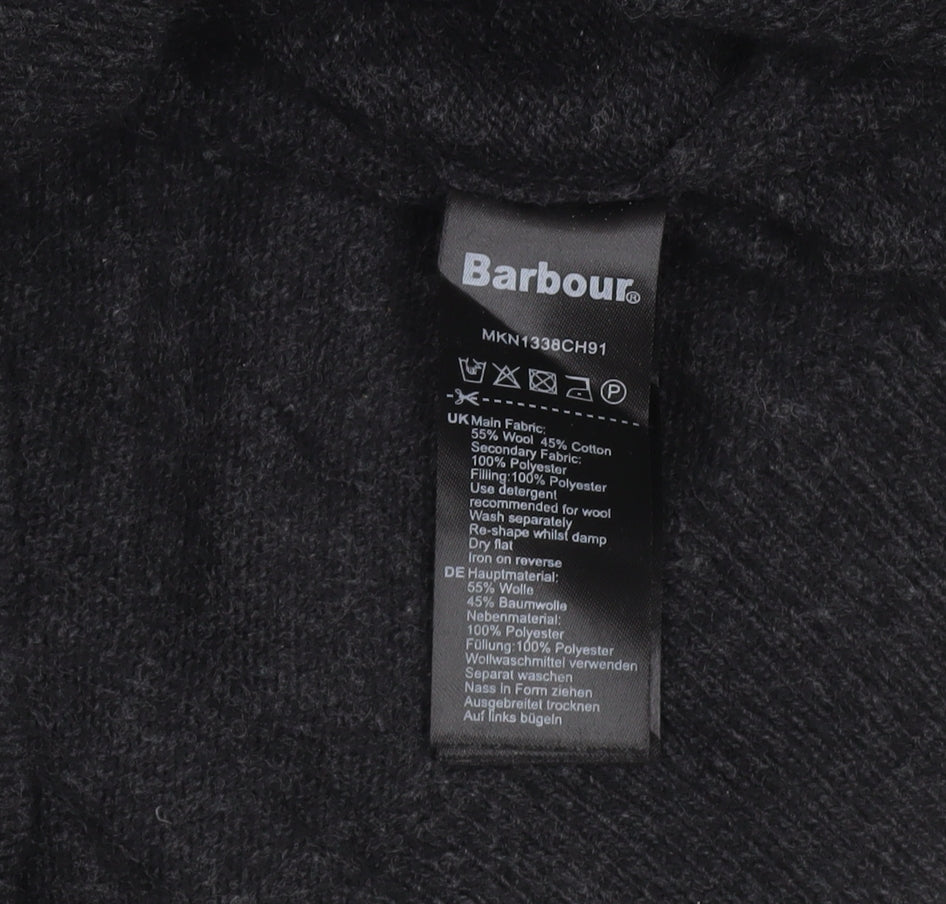 Barbour®
MKN1338CH91
P
UK Main Fabric:
55% Wool 45% Cotton
Secondary Fabric:
100% Polyester
Filling:100% Polyester
Use detergent
recommended for wool
Wash separately
Re-shape whilst damp
Dry flat
Iron on reverse
DE Hauptmaterial:
55% Wolle
45% Baumwolle
Nebenmaterial:
100% Polyester
Füllung:100% Polyester
Wollwaschmittel verwenden
Separat waschen
Nass in Form ziehen
Ausgebreitet trocknen
Auf links bügeln